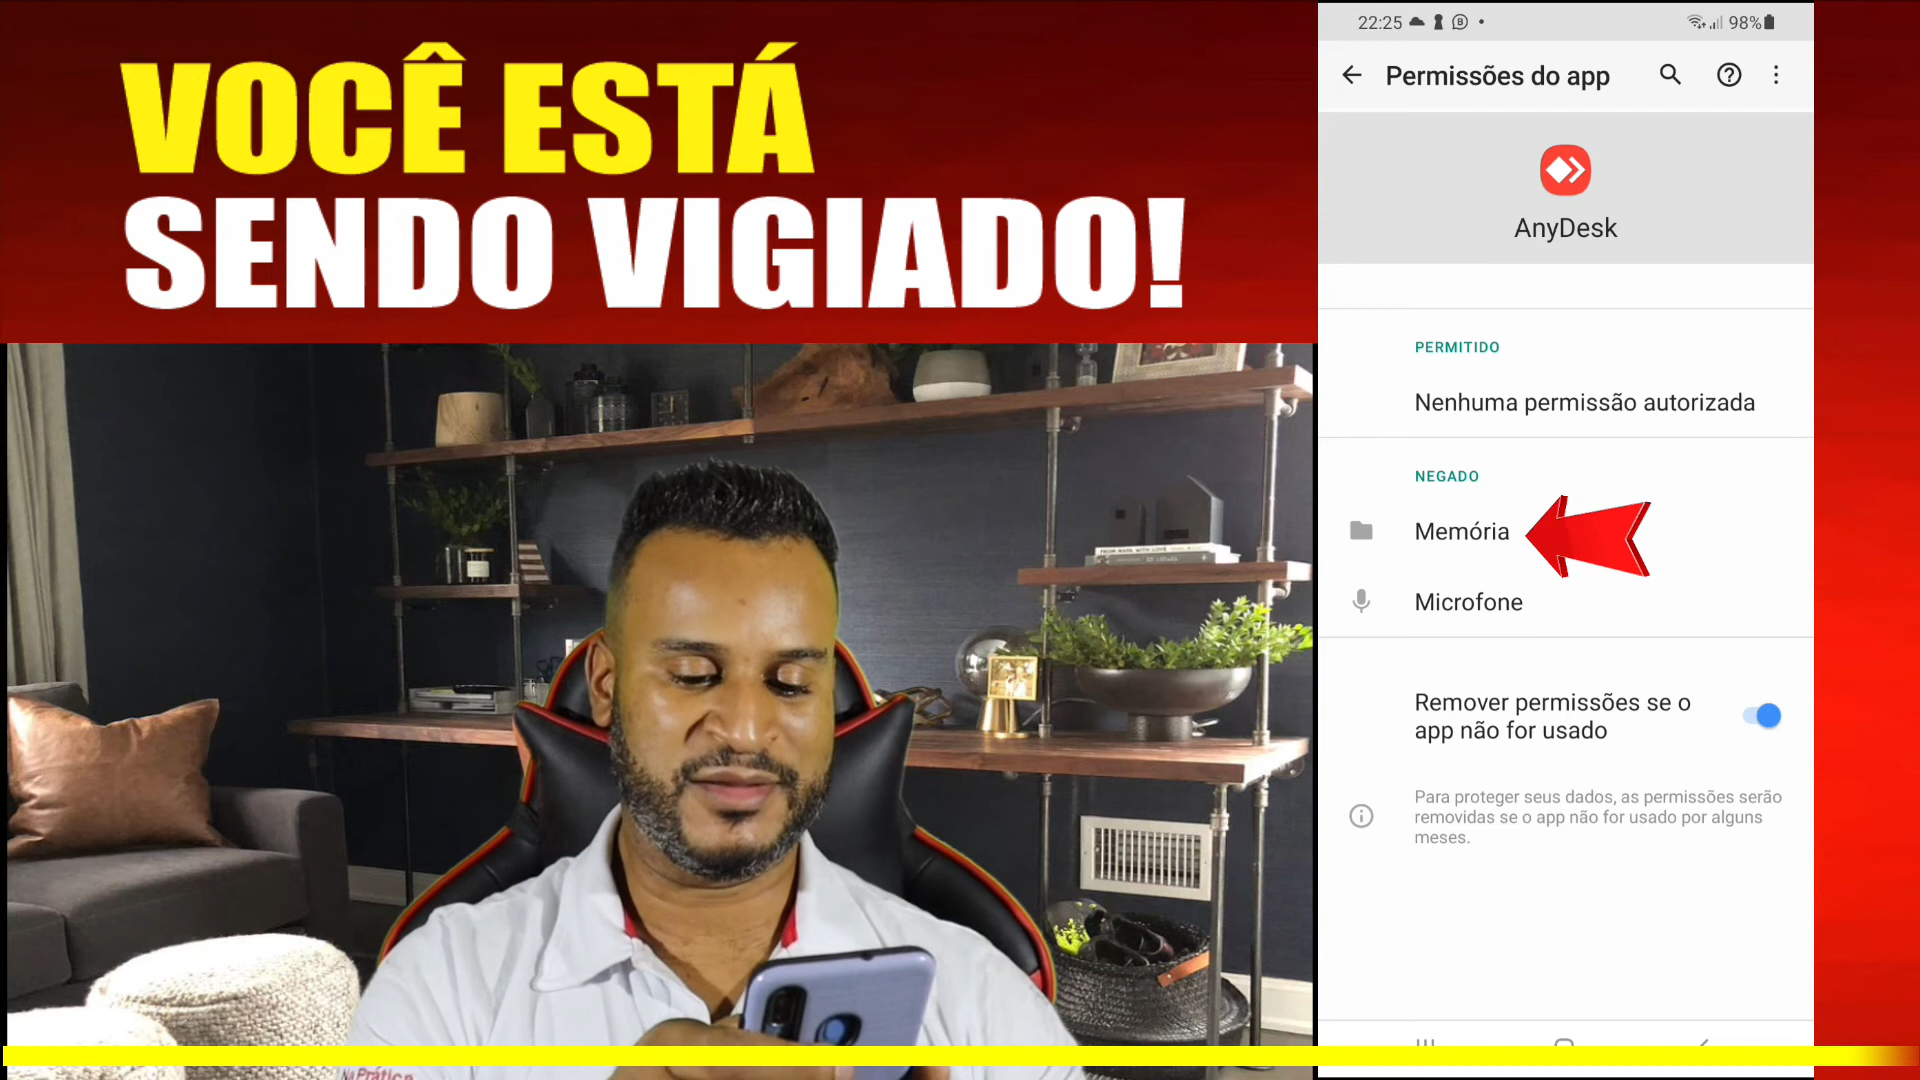 VOCÊ ESTÁ
SENDO VIGIADO!
22:25
98%
Permissões do app
AnyDesk
PERMITIDO
Nenhuma permissão autorizada
NEGADO
Memória
Microfone
Remover permissões se o
app não for usado
Para proteger seus dados, as permissões serão
removidas se o app não for usado por alguns
meses.
Prática